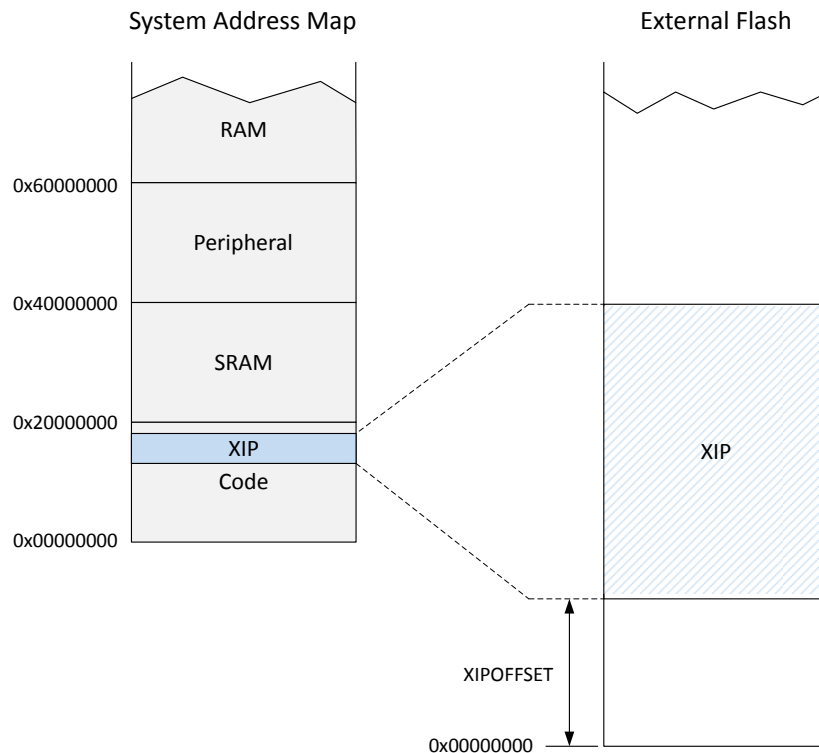 System Address Map
External Flash
RAM
0x60000000
Peripheral
0x40000000
SRAM
0x20000000
XIP
XIP
Code
0x00000000
XIPOFFSET
0x00000000